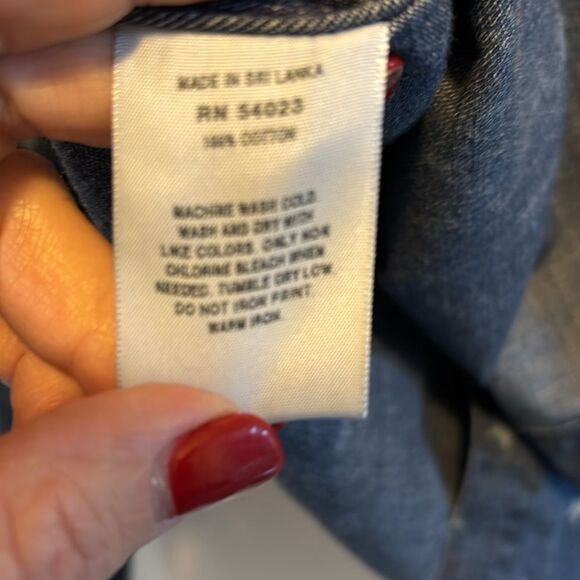 MADE IN SRI LANKA
RN 54023
100% COTTON
MACHINE WASH COLD.
WASH AND DRY WITH
LIKE COLORS. ONLY NON
CHLORINE BLEACH WHEN
NEEDED. TUMBLE DRY LOW.
DO NOT IRON PRINT.
WARM IRON.